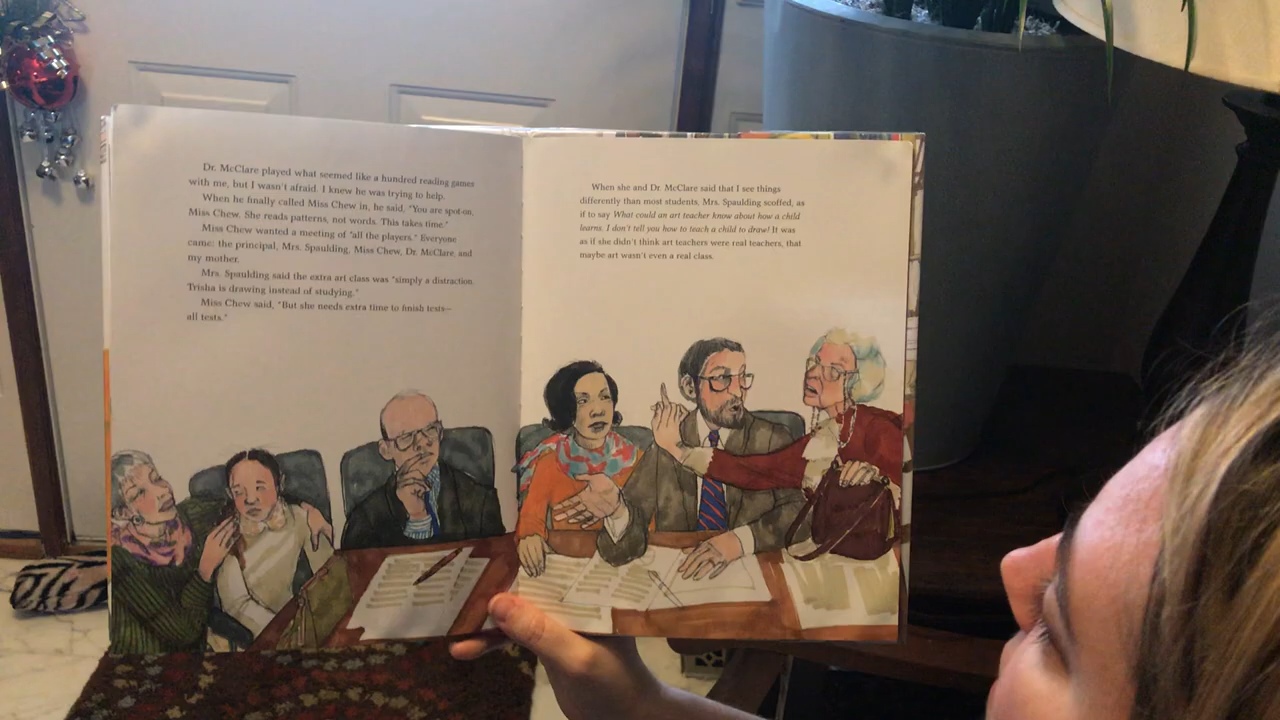 Dr. McClare played what seemed like a hundred reading games
with me, but I wasn't afraid. I knew he was trying to help.
When he finally called Miss Chew in, he said, "You are spot-on,
Miss Chew. She reads patterns, not words. This takes time."
Miss Chew wanted a meeting of "all the players." Everyone
came: the principal, Mrs. Spaulding, Miss Chew, Dr. McClare, and
my mother.
Mrs. Spaulding said the extra art class was "simply a distraction.
Trisha is drawing instead of studying."
Miss Chew said, "But she needs extra time to finish tests—
all tests."
When she and Dr. McClare said that I see things
differently than most students, Mrs. Spaulding scoffed, as
if to say What could an art teacher know about how a child
learns. I don't tell you how to teach a child to draw! It was
as if she didn't think art teachers were real teachers, that
maybe art wasn't even a real class.